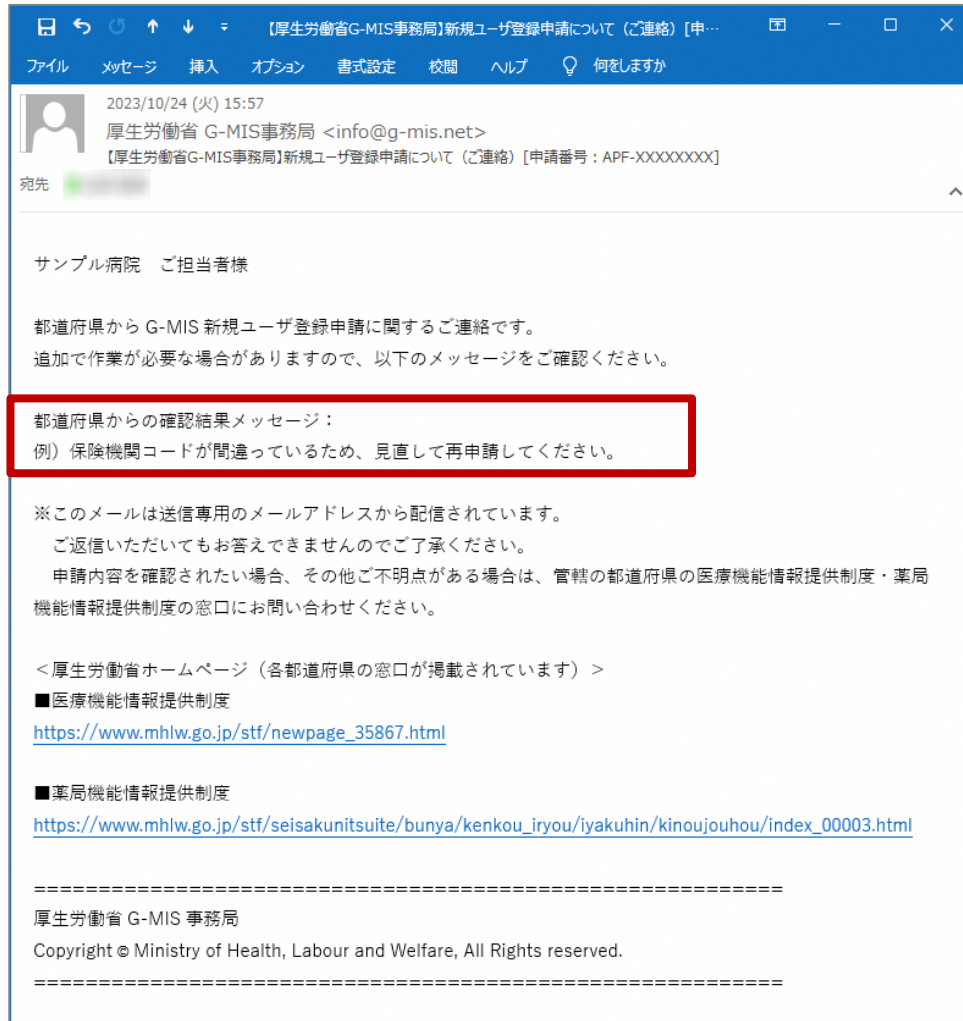 【厚生労働省G-MIS事務局】新規ユーザ登録申請について（ご連絡）[申…
ファイル メッセージ 挿入 オプション 書式設定 校閲 ヘルプ 何をしますか
2023/10/24 (火) 15:57
厚生労働省 G-MIS事務局 <info@g-mis.net>
【厚生労働省G-MIS事務局】新規ユーザ登録申請について（ご連絡）[申請番号：APF-XXXXXXXX]
宛先
サンプル病院　ご担当者様
都道府県から G-MIS 新規ユーザ登録申請に関するご連絡です。
追加で作業が必要な場合がありますので、以下のメッセージをご確認ください。
都道府県からの確認結果メッセージ：
例）保険機関コードが間違っているため、見直して再申請してください。
※このメールは送信専用のメールアドレスから配信されています。
ご返信いただいてもお答えできませんのでご了承ください。
申請内容を確認されたい場合、その他ご不明点がある場合は、管轄の都道府県の医療機能情報提供制度・薬局
機能情報提供制度の窓口にお問い合わせください。
＜厚生労働省ホームページ（各都道府県の窓口が掲載されています）＞
■医療機能情報提供制度
https://www.mhlw.go.jp/stf/newpage_35867.html
■薬局機能情報提供制度
https://www.mhlw.go.jp/stf/seisakunitsuite/bunya/kenkou_iryou/iyakuhin/kinoujouhou/index_00003.html
==========================================================
厚生労働省 G-MIS 事務局
Copyright © Ministry of Health, Labour and Welfare, All Rights reserved.
==========================================================